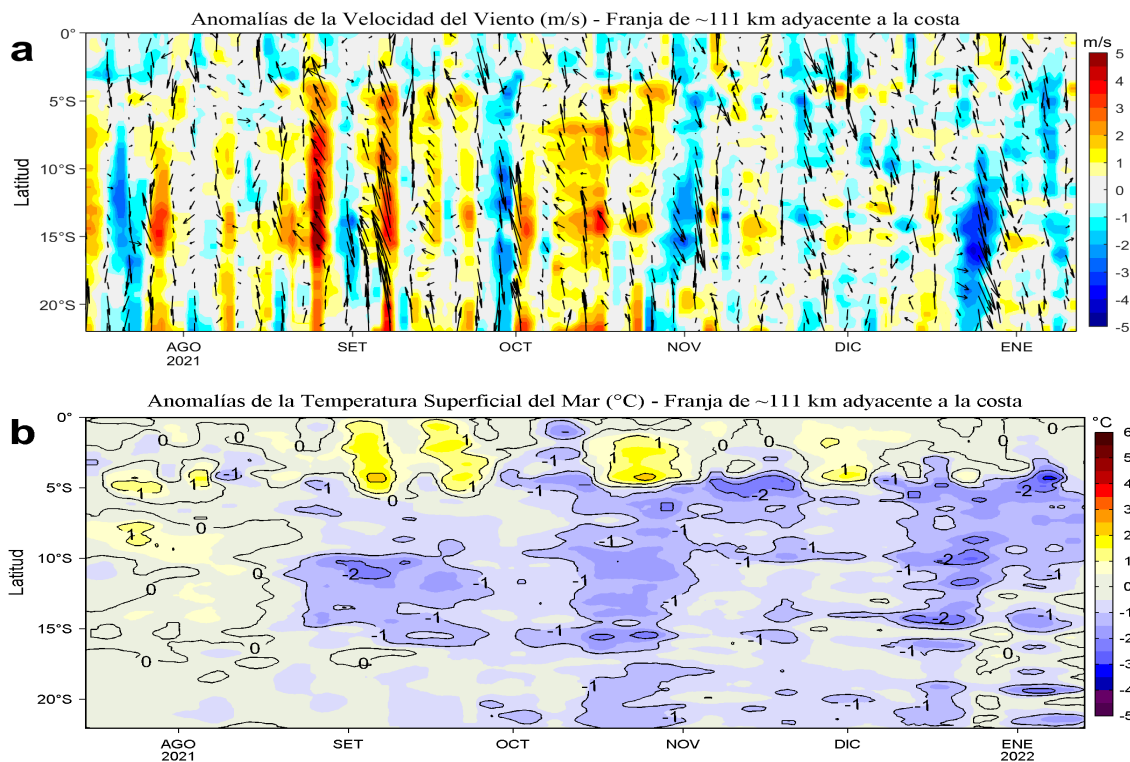 Anomalías de la Velocidad del Viento (m/s) - Franja de ~111 km adyacente a la costa
a
m/s
0°
5°S
10°S
15°S
20°S
Latitud
5
4
3
2
1
0
-1
-2
-3
-4
-5
AGO SET OCT NOV DIC ENE
2021
Anomalías de la Temperatura Superficial del Mar (°C) - Franja de ~111 km adyacente a la costa
b
°C
0°
5°S
10°S
15°S
20°S
Latitud
6
5
4
3
2
1
0
-1
-2
-3
-4
-5
AGO SET OCT NOV DIC ENE
2021 2022